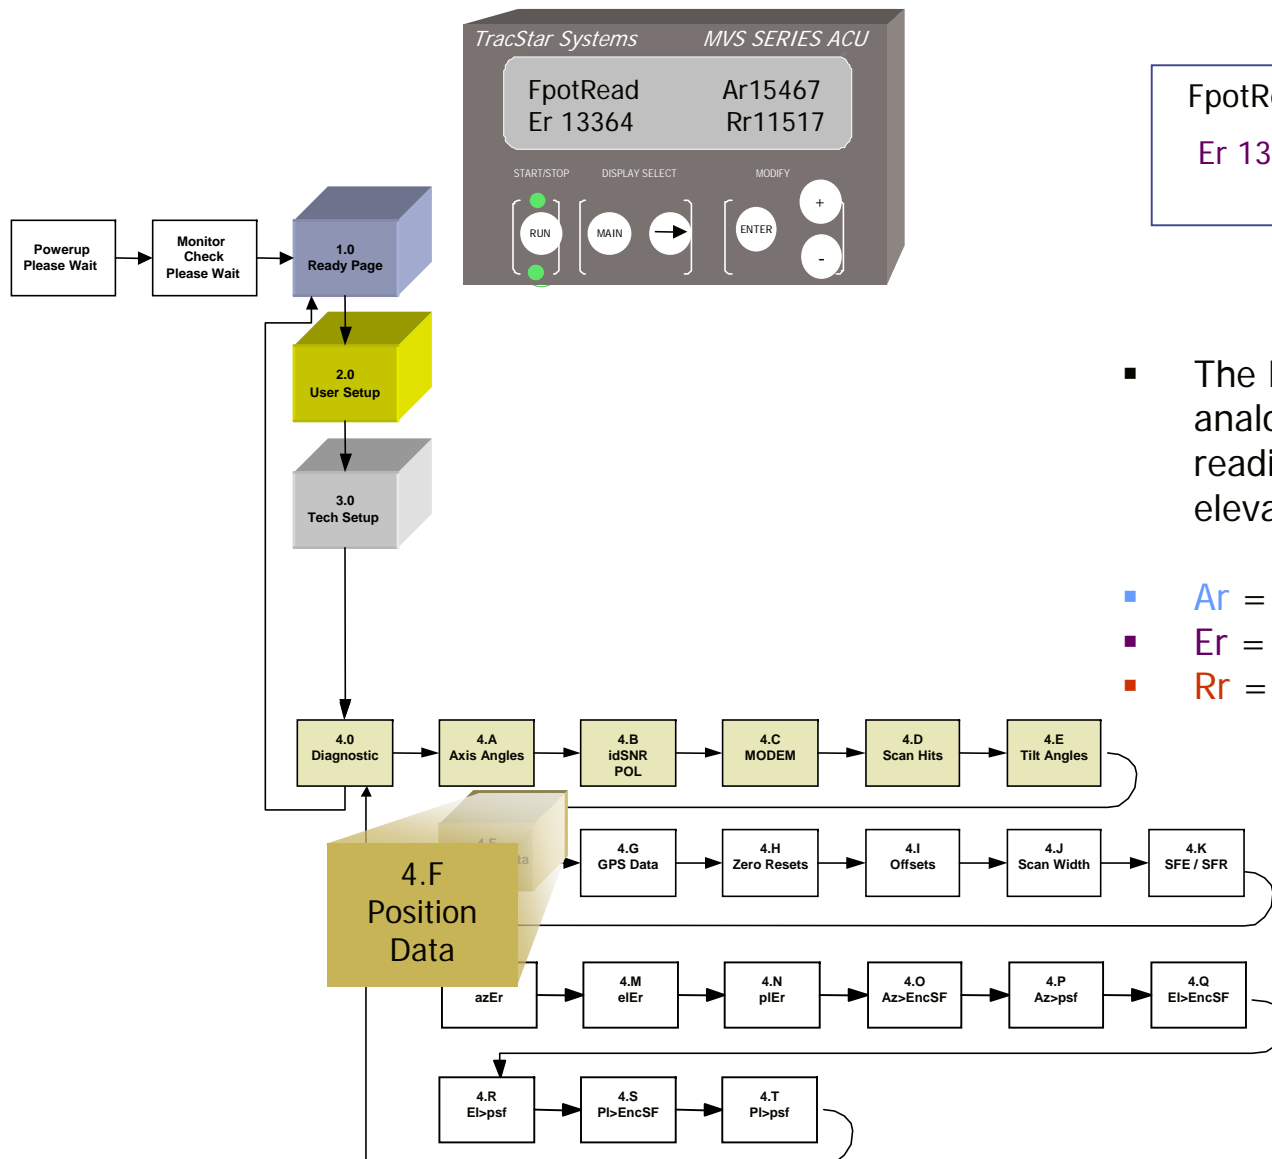 TracStar Systems MVS SERIES ACU
FpotRead Ar15467
Er 13364 Rr11517
START/STOP DISPLAY SELECT MODIFY
RUN MAIN ENTER + -
Er 13
Powerup
Please Wait
Monitor
Check
Please Wait
1.0
Ready Page
2.0
User Setup
3.0
Tech Setup
The
analo
readi
eleva
Ar =
Er =
Rr =
4.0
Diagnostic
4.A
Axis Angles
4.B
idSNR
POL
4.C
MODEM
4.D
Scan Hits
4.E
Tilt Angles
4.F
Position
Data
4.G
GPS Data
4.H
Zero Resets
4.I
Offsets
4.J
Scan Width
4.K
SFE / SFR
azEr
4.M
elEr
4.N
plEr
4.O
Az>EncSF
4.P
Az>psf
4.Q
El>EncSF
4.R
El>psf
4.S
Pl>EncSF
4.T
Pl>psf